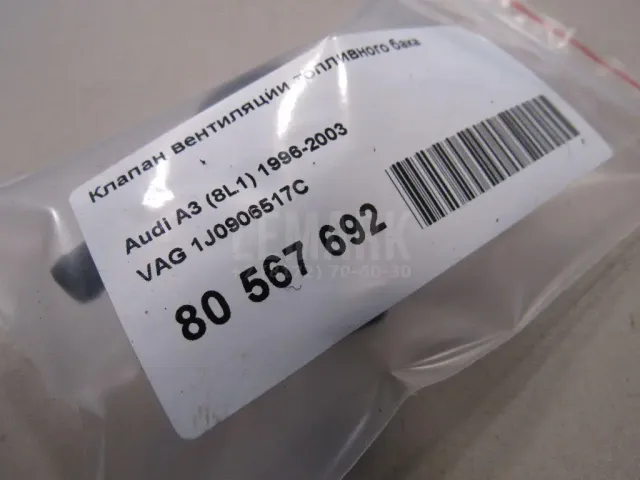 Клапан вентиляции топливного бака
Audi A3 (8L1) 1996-2003
VAG 1J0906517C
80 567 692